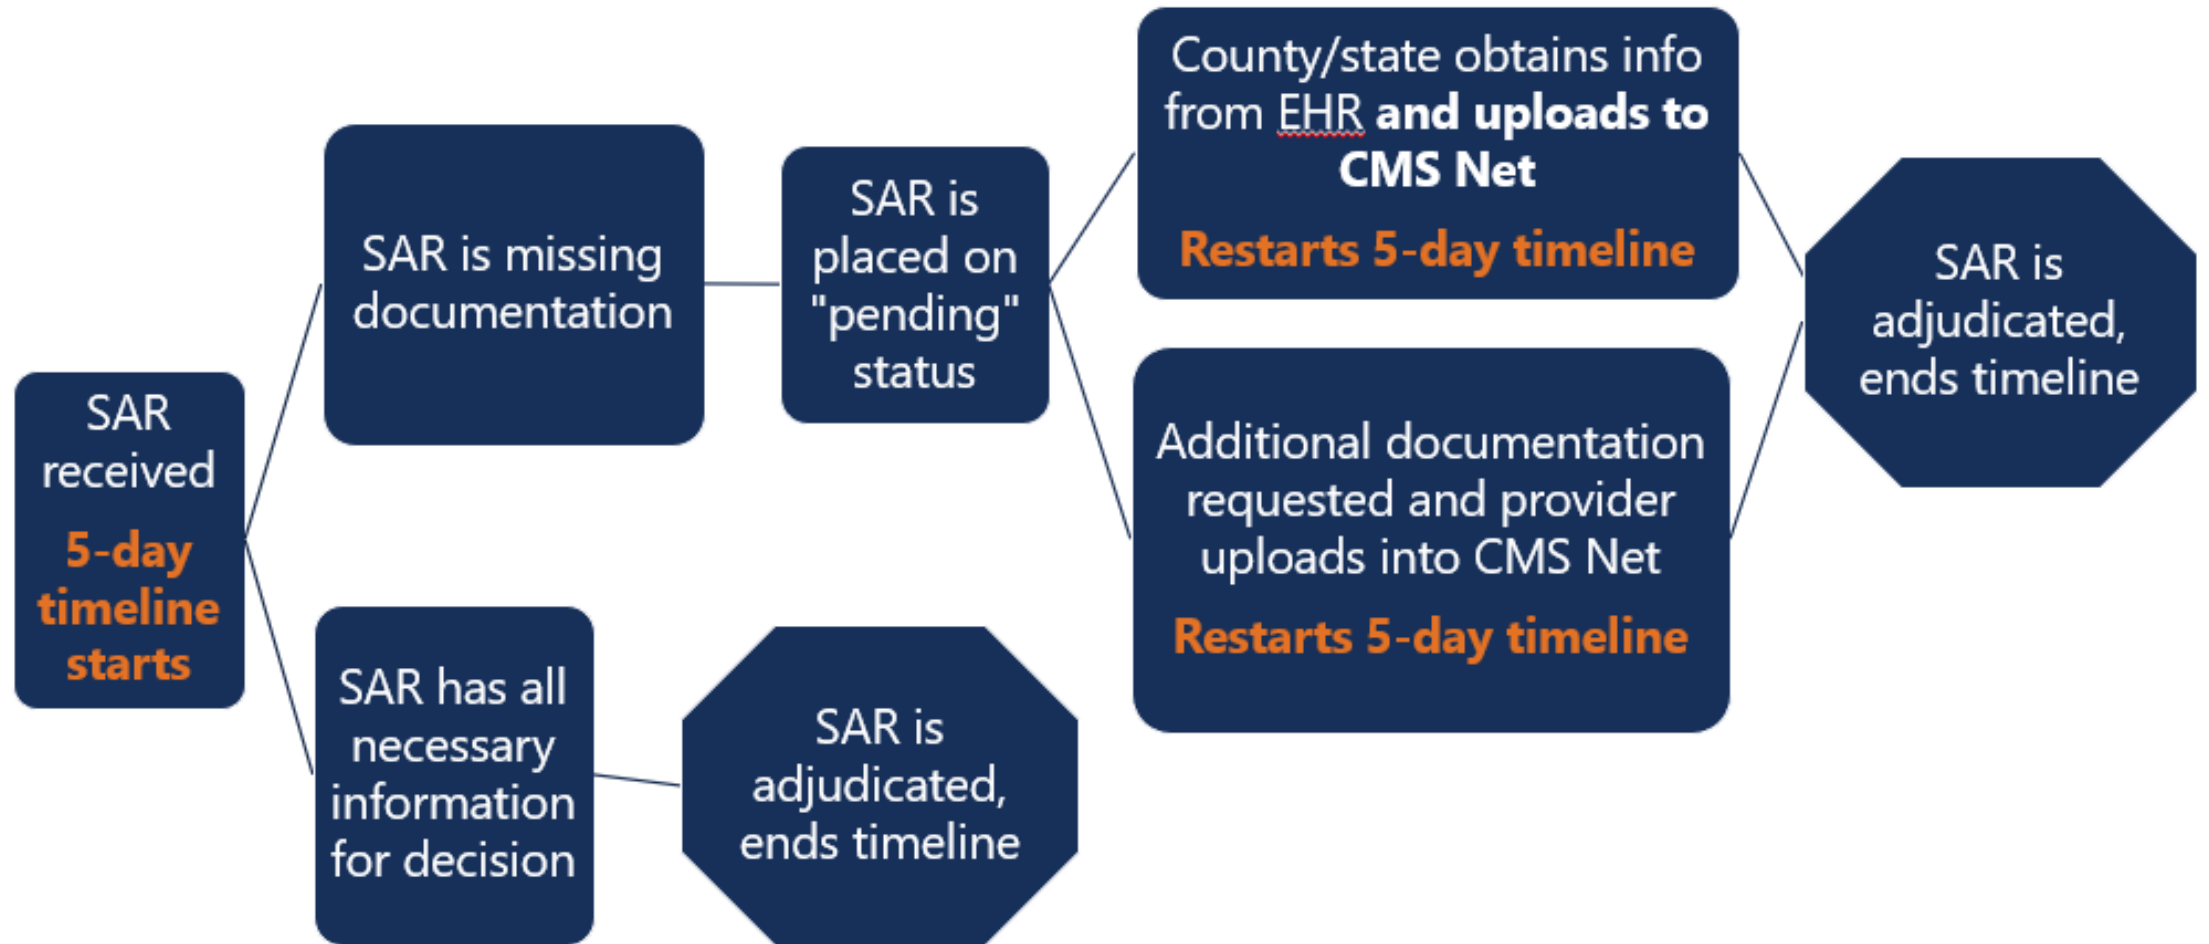 SAR
received
5-day
timeline
starts
SAR is missing
documentation
SAR is
placed on
"pending"
status
County/state obtains info
from EHR and uploads to
CMS Net
Restarts 5-day timeline
Additional documentation
requested and provider
uploads into CMS Net
Restarts 5-day timeline
SAR is
adjudicated,
ends timeline
SAR has all
necessary
information
for decision
SAR is
adjudicated,
ends timeline